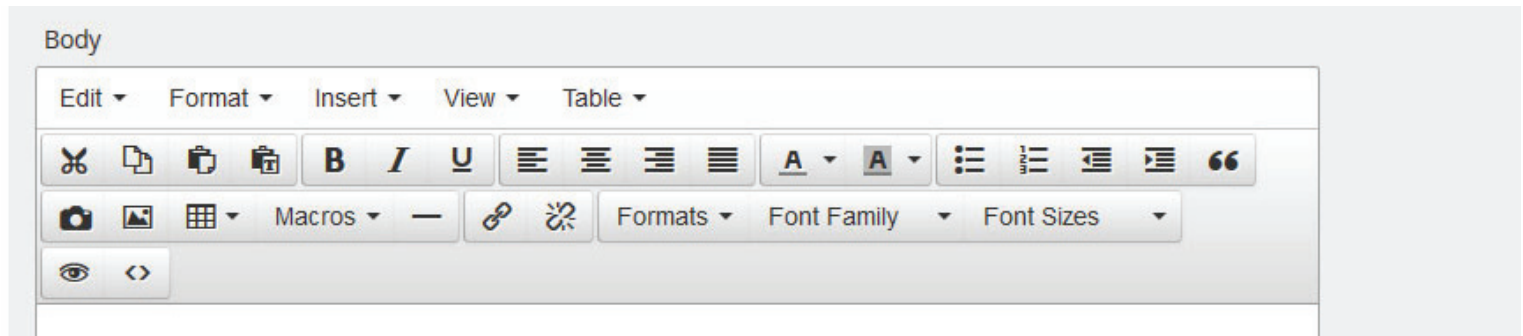 Body
Edit Format Insert View Table
B I U A A
Macros Formats Font Family Font Sizes